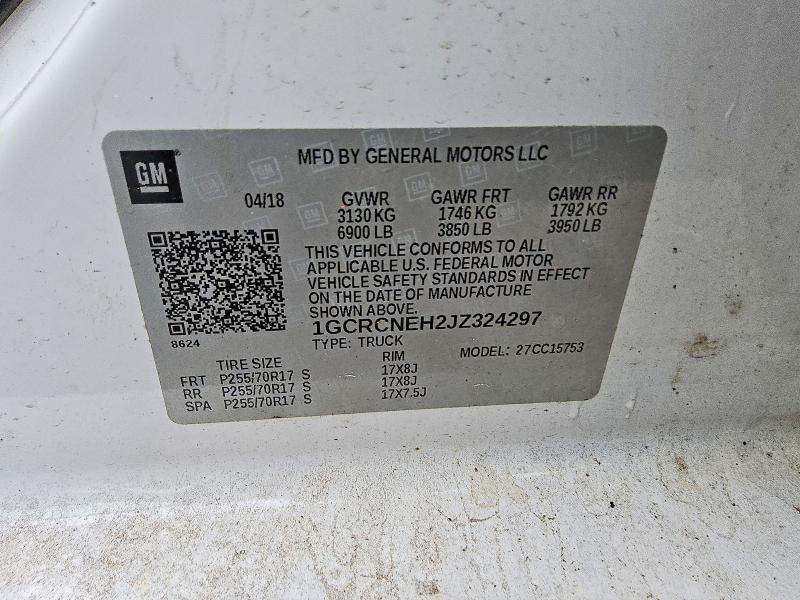 GM
MFD BY GENERAL MOTORS LLC
04/18 GVWR GAWR FRT GAWR RR
3130 KG 1746 KG 1792 KG
6900 LB 3850 LB 3950 LB
THIS VEHICLE CONFORMS TO ALL
APPLICABLE U.S. FEDERAL MOTOR
VEHICLE SAFETY STANDARDS IN EFFECT
ON THE DATE OF MANUFACTURE
SHOWN ABOVE.
1GCRCNEH2JZ324297
8624
TYPE: TRUCK MODEL: 27CC15753
TIRE SIZE RIM
FRT P255/70R17 S 17X8J
RR P255/70R17 S 17X8J
SPA P255/70R17 S 17X7.5J